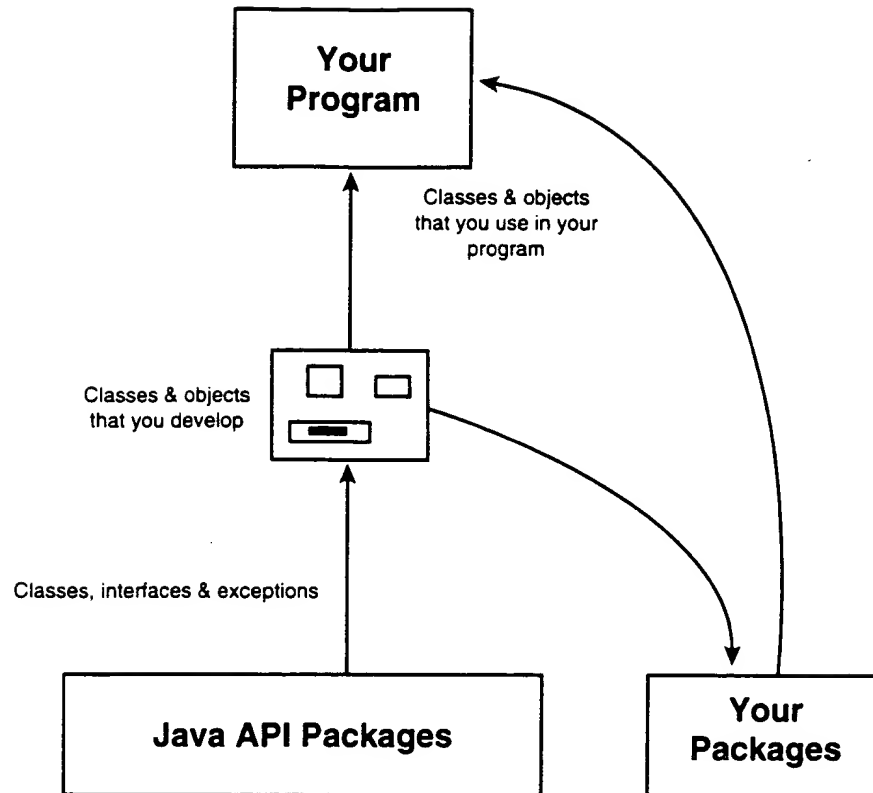 Your
Program
Classes & objects
that you use in your
program
Classes & objects
that you develop
Classes, interfaces & exceptions
Java API Packages
Your
Packages